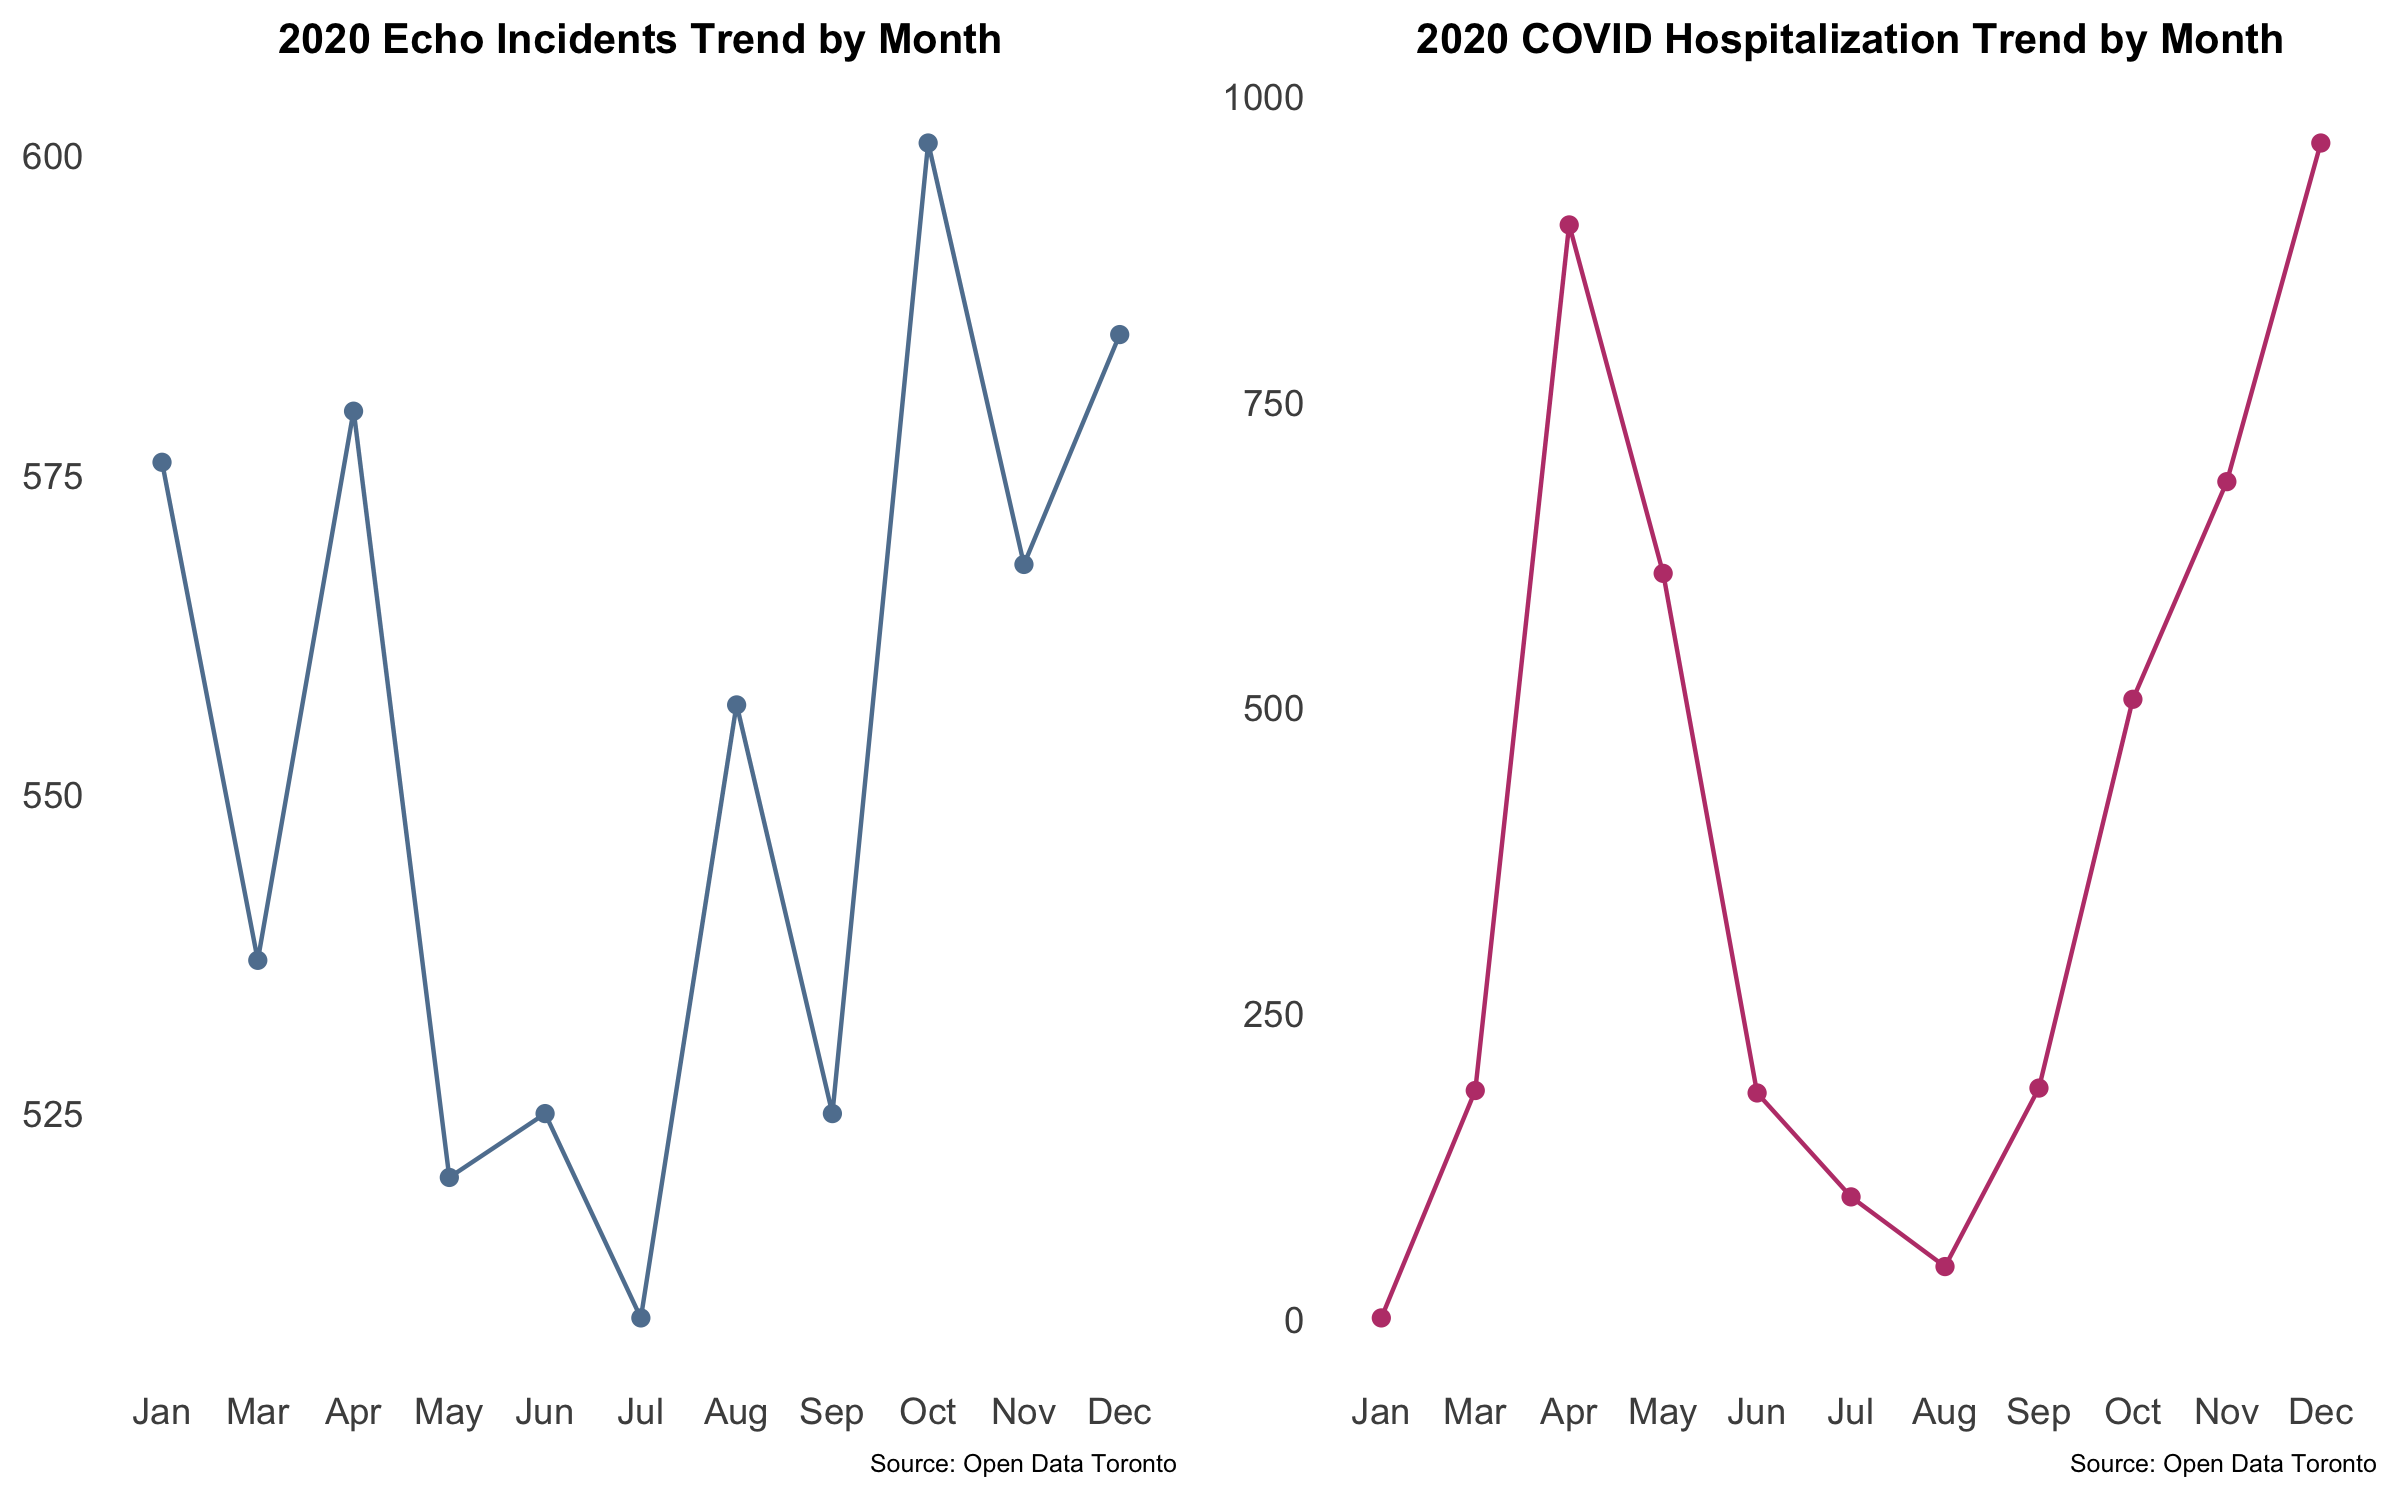 2020 Echo Incidents Trend by Month
600
575
550
525
Jan Mar Apr May Jun Jul Aug Sep Oct Nov Dec
Source: Open Data Toronto
2020 COVID Hospitalization Trend by Month
1000
750
500
250
0
Jan Mar Apr May Jun Jul Aug Sep Oct Nov Dec
Source: Open Data Toronto